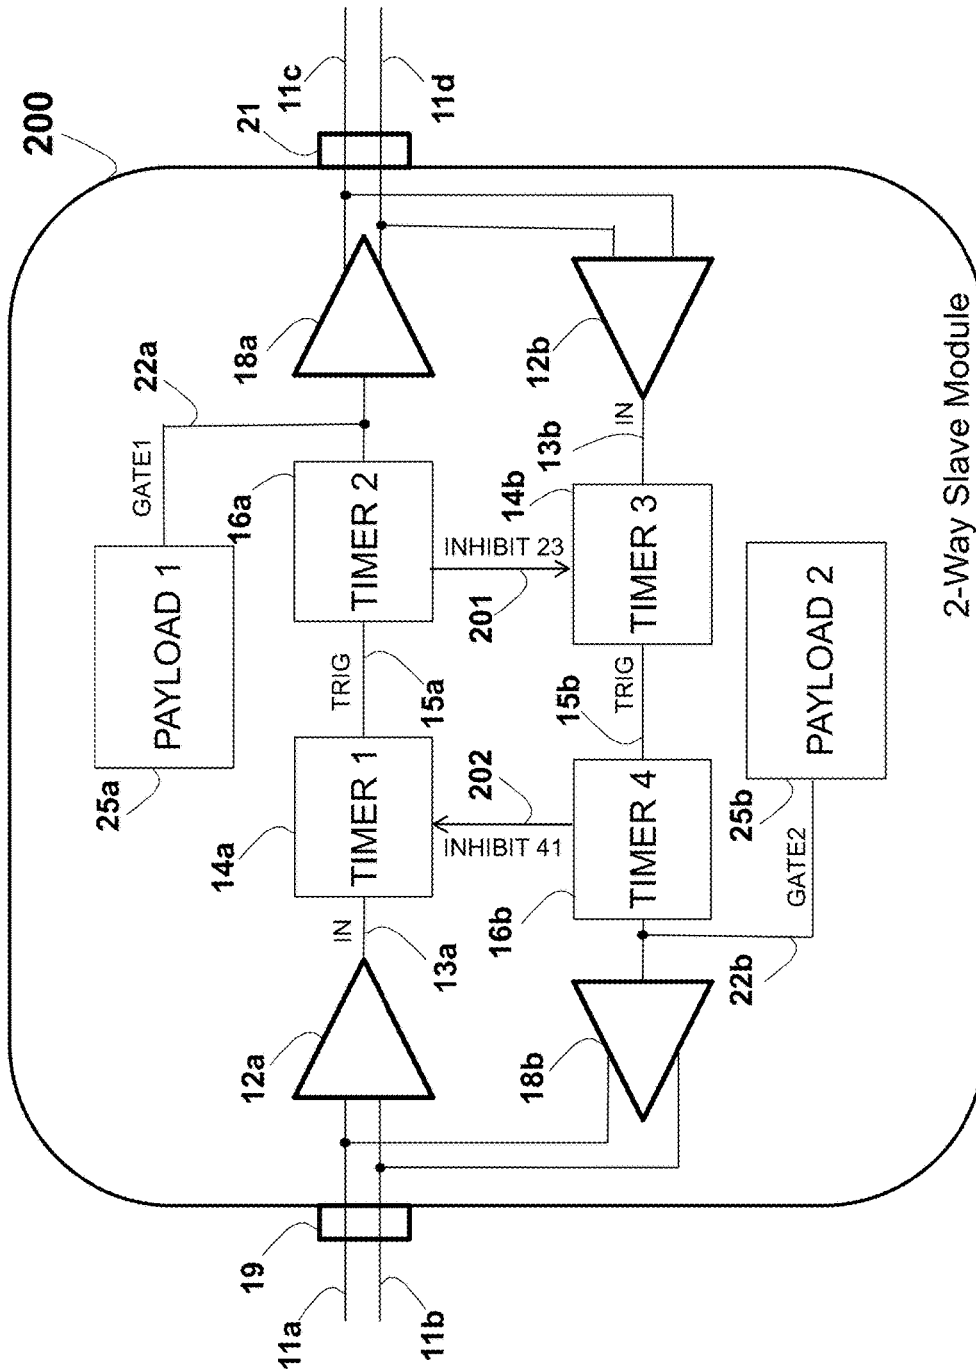 200
25a
PAYLOAD 1
GATE1
22a
21
11c
11d
14a
TIMER 1
TRIG
15a
16a
TIMER 2
18a
19
11a
11b
12a
IN
13a
INHIBIT 41
202
INHIBIT 23
201
18b
16b
TIMER 4
15b
TRIG
14b
TIMER 3
13b
IN
12b
22b
GATE2
25b
PAYLOAD 2
2-Way Slave Module